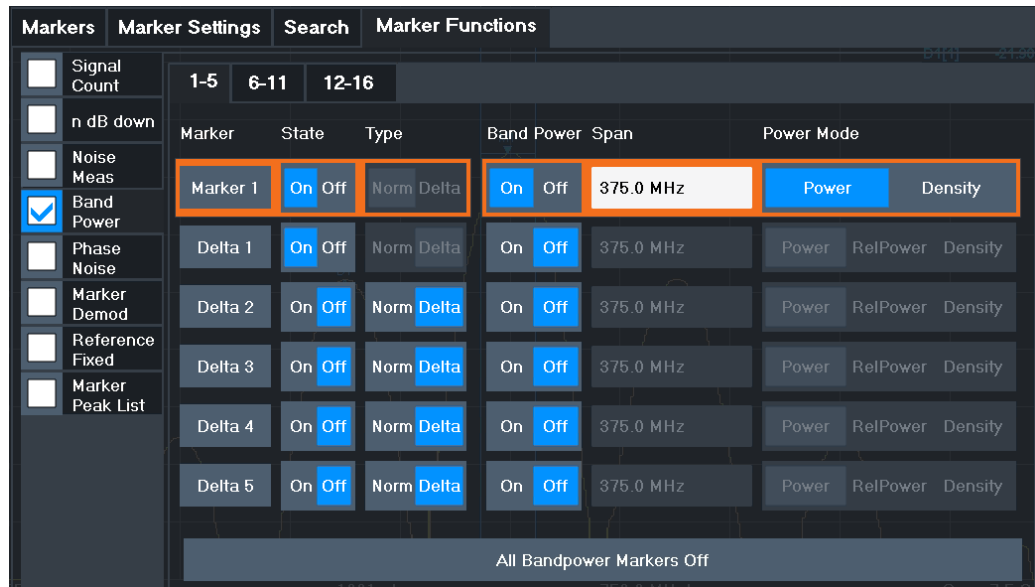 Markers Marker Settings Search Marker Functions
Signal
Count
n dB down
Noise
Meas
Band
Power
Phase
Noise
Marker
Demod
Reference
Fixed
Marker
Peak List
1-5 6-11 12-16
Marker State Type Band Power Span Power Mode
Marker 1 On Off Norm Delta On Off 375.0 MHz Power Density
Delta 1 On Off Norm Delta On Off 375.0 MHz Power RelPower Density
Delta 2 On Off Norm Delta On Off 375.0 MHz Power RelPower Density
Delta 3 On Off Norm Delta On Off 375.0 MHz Power RelPower Density
Delta 4 On Off Norm Delta On Off 375.0 MHz Power RelPower Density
Delta 5 On Off Norm Delta On Off 375.0 MHz Power RelPower Density
All Bandpower Markers Off